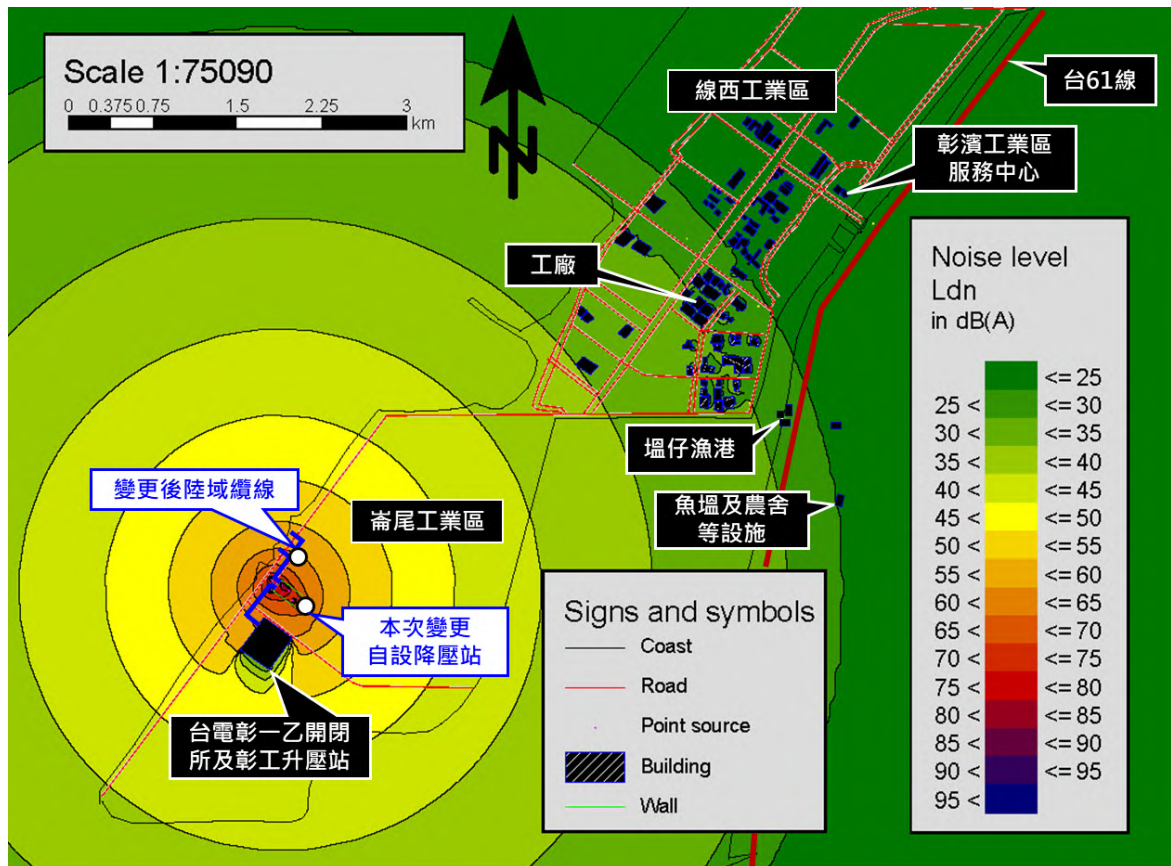 Scale 1:75090
0 0.375 0.75 1.5 2.25 3
km
N
線西工業區
台61線
彰濱工業區
服務中心
工廠
Noise level
Ldn
in dB(A)
<= 25
25 < <= 30
30 < <= 35
35 < <= 40
40 < <= 45
45 < <= 50
50 < <= 55
55 < <= 60
60 < <= 65
65 < <= 70
70 < <= 75
75 < <= 80
80 < <= 85
85 < <= 90
90 < <= 95
95 <
塭仔漁港
變更後陸域纜線
崙尾工業區
魚塭及農舍
等設施
本次變更
自設降壓站
台電彰一乙開閉
所及彰工升壓站
Signs and symbols
Coast
Road
Point source
Building
Wall